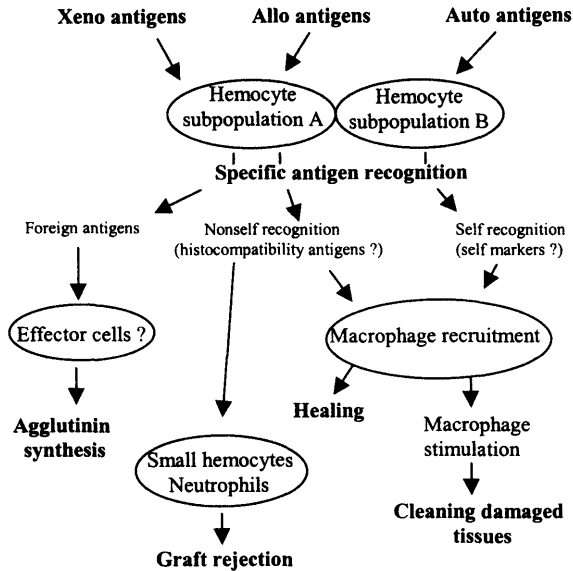 Xeno antigens Allo antigens Auto antigens
Hemocyte
subpopulation A
Hemocyte
subpopulation B
Specific antigen recognition
Foreign antigens
Nonself recognition
(histocompatibility antigens ?)
Self recognition
(self markers ?)
Effector cells ?
Macrophage recruitment
Agglutinin
synthesis
Healing
Macrophage
stimulation
Small hemocytes
Neutrophils
Cleaning damaged
tissues
Graft rejection